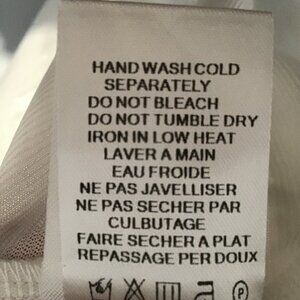 HAND WASH COLD
SEPARATELY
DO NOT BLEACH
DO NOT TUMBLE DRY
IRON IN LOW HEAT
LAVER A MAIN
EAU FROIDE
NE PAS JAVELLISER
NE PAS SECHER PAR
CULBUTAGE
FAIRE SECHER A PLAT
REPASSAGE PER DOUX
P